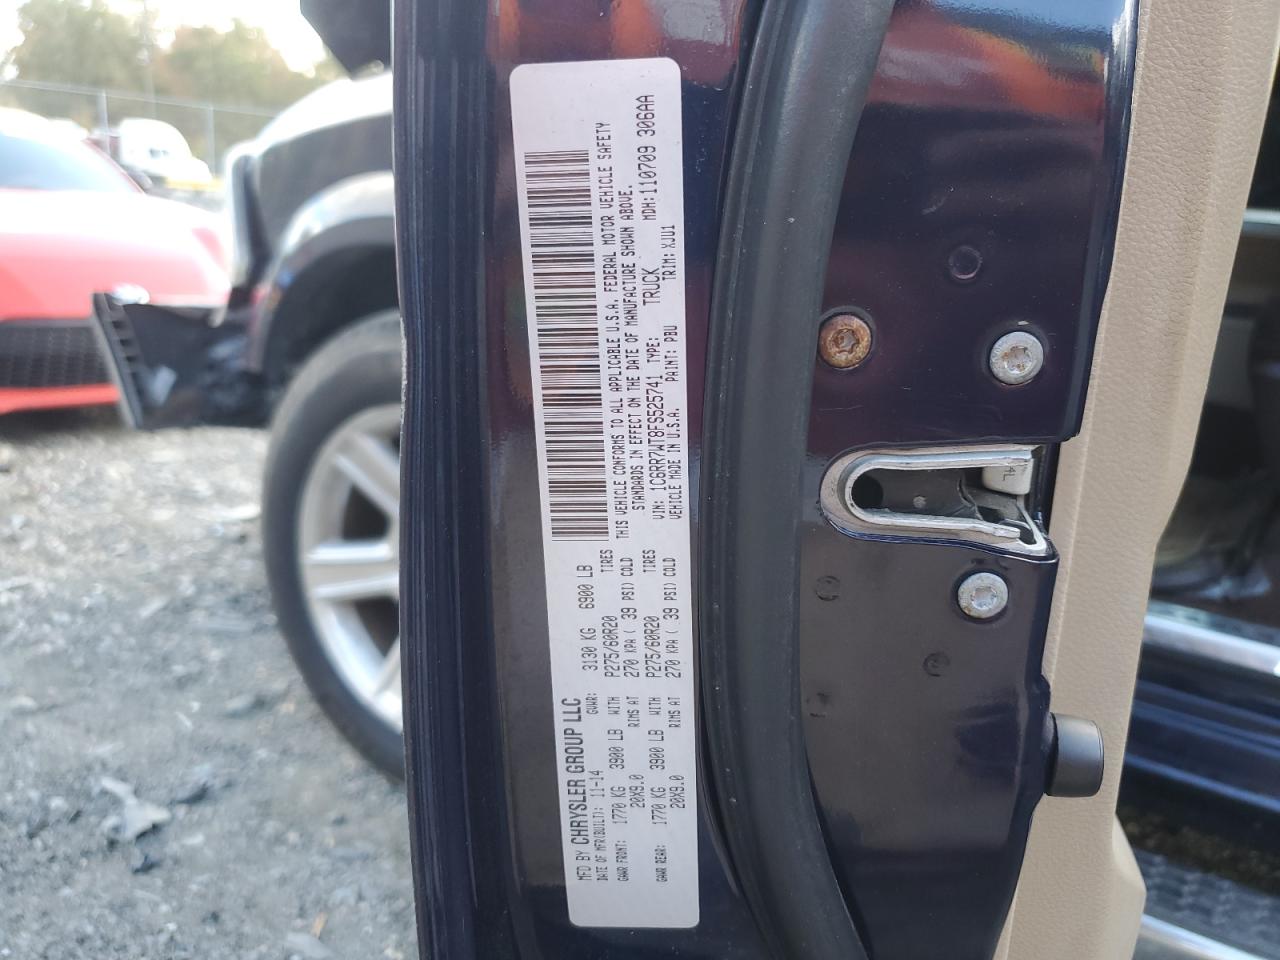 MFD BY CHRYSLER GROUP LLC
DATE OF MFR(BUILT): 11-14 GVWR: 3130 KG 6900 LB
GAWR FRONT: 1770 KG 3900 LB WITH P275/60R20 TIRES
20X9.0 RIMS AT 270 KPA ( 39 PSI) COLD
GAWR REAR: 1770 KG 3900 LB WITH P275/60R20 TIRES
20X9.0 RIMS AT 270 KPA ( 39 PSI) COLD
THIS VEHICLE CONFORMS TO ALL APPLICABLE U.S.A. FEDERAL MOTOR VEHICLE SAFETY
STANDARDS IN EFFECT ON THE DATE OF MANUFACTURE SHOWN ABOVE.
VIN: 1C6RR7WT8FS525741 TYPE: TRUCK MDH:110709 306AA
VEHICLE MADE IN U.S.A. PAINT: PBU TRIM: XJU1
4L